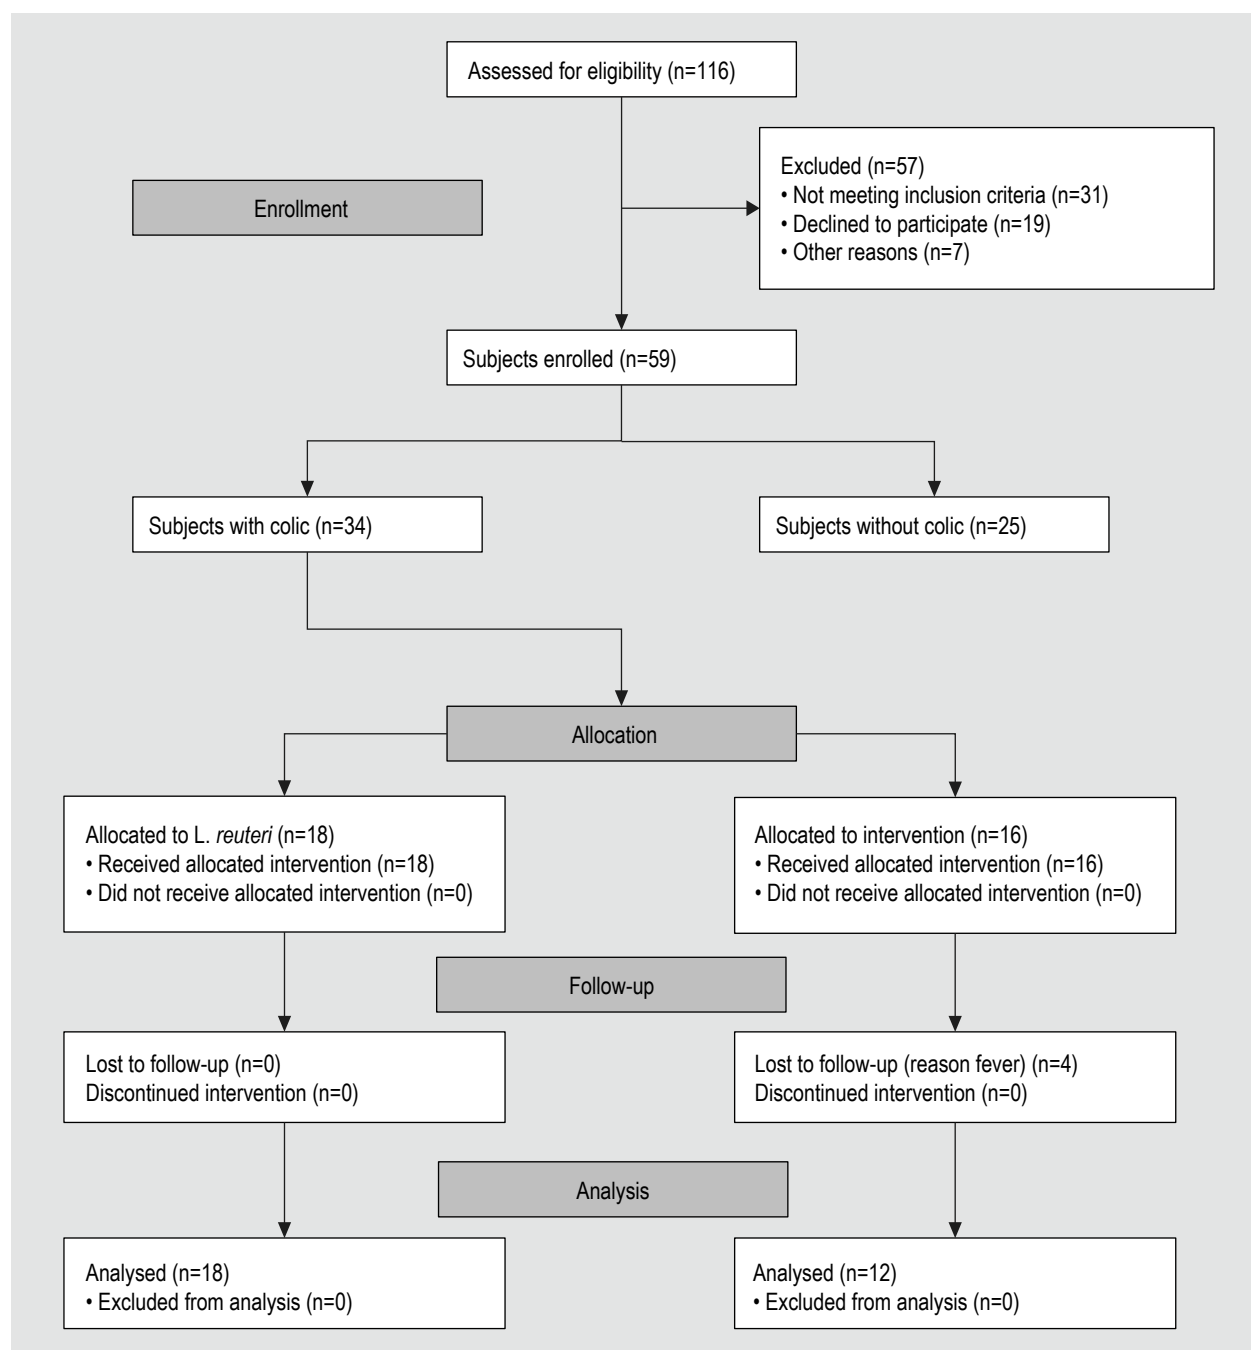 Assessed for eligibility (n=116)
Excluded (n=57)
• Not meeting inclusion criteria (n=31)
• Declined to participate (n=19)
• Other reasons (n=7)
Enrollment
Subjects enrolled (n=59)
Subjects with colic (n=34)
Subjects without colic (n=25)
Allocation
Allocated to L. reuteri (n=18)
• Received allocated intervention (n=18)
• Did not receive allocated intervention (n=0)
Allocated to intervention (n=16)
• Received allocated intervention (n=16)
• Did not receive allocated intervention (n=0)
Follow-up
Lost to follow-up (n=0)
Discontinued intervention (n=0)
Lost to follow-up (reason fever) (n=4)
Discontinued intervention (n=0)
Analysis
Analysed (n=18)
• Excluded from analysis (n=0)
Analysed (n=12)
• Excluded from analysis (n=0)